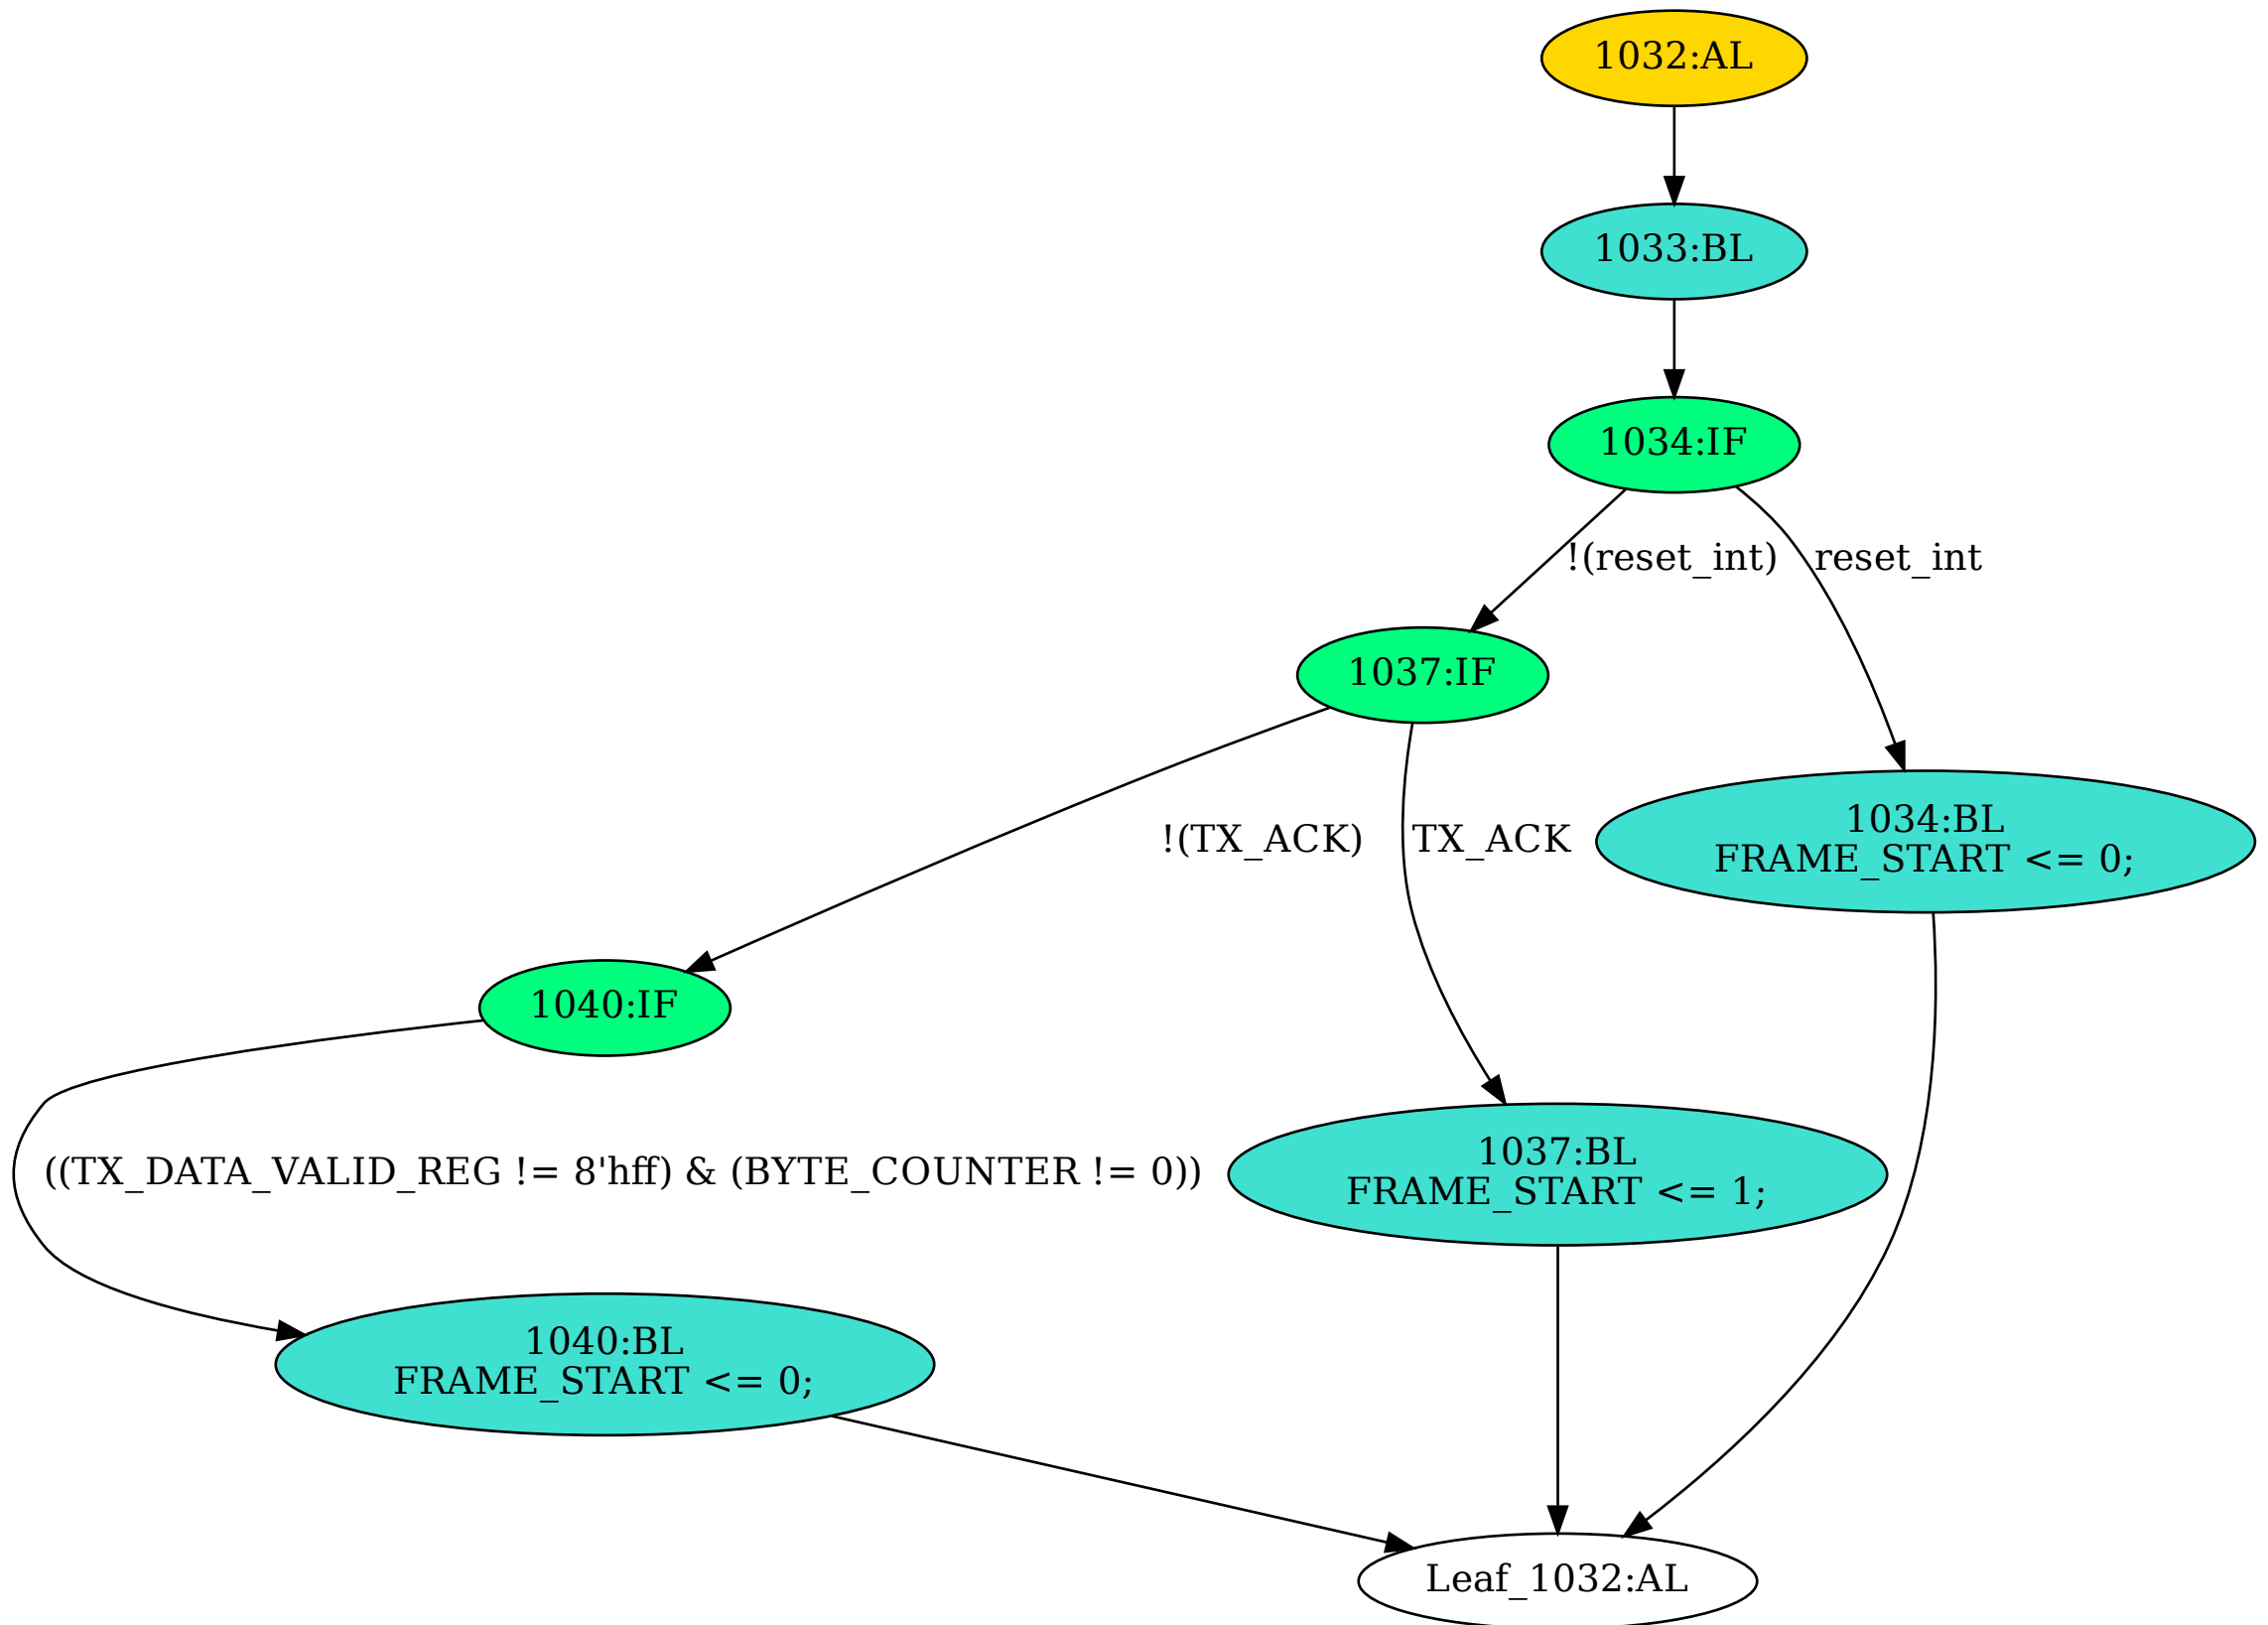 1032:AL
1033:BL
1034:IF
!(reset_int)
reset_int
1037:IF
!(TX_ACK)
TX_ACK
1034:BL
FRAME_START <= 0;
1040:IF
((TX_DATA_VALID_REG != 8'hff) & (BYTE_COUNTER != 0))
1037:BL
FRAME_START <= 1;
1040:BL
FRAME_START <= 0;
Leaf_1032:AL